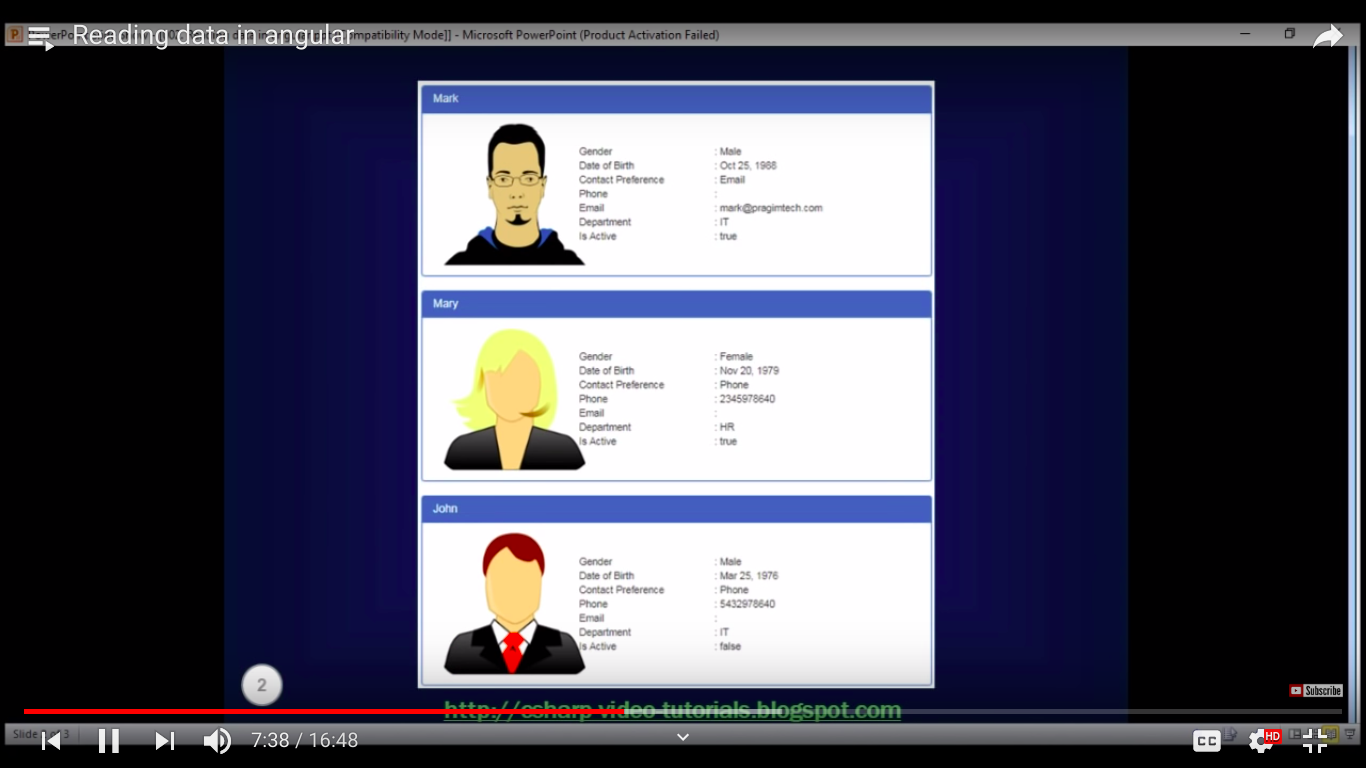 Reading data in angular
Compatibility Mode]] - Microsoft PowerPoint (Product Activation Failed)
Mark
Gender : Male
Date of Birth : Oct 25, 1988
Contact Preference : Email
Phone :
Email : mark@pragimtech.com
Department : IT
Is Active : true
Mary
Gender : Female
Date of Birth : Nov 20, 1979
Contact Preference : Phone
Phone : 2345978640
Email :
Department : HR
Is Active : true
John
Gender : Male
Date of Birth : Mar 25, 1976
Contact Preference : Phone
Phone : 5432978640
Email :
Department : IT
Is Active : false
2
Subscribe
http://csharp-video-tutorials.blogspot.com
Slide 3
7:38 / 16:48
CC
HD